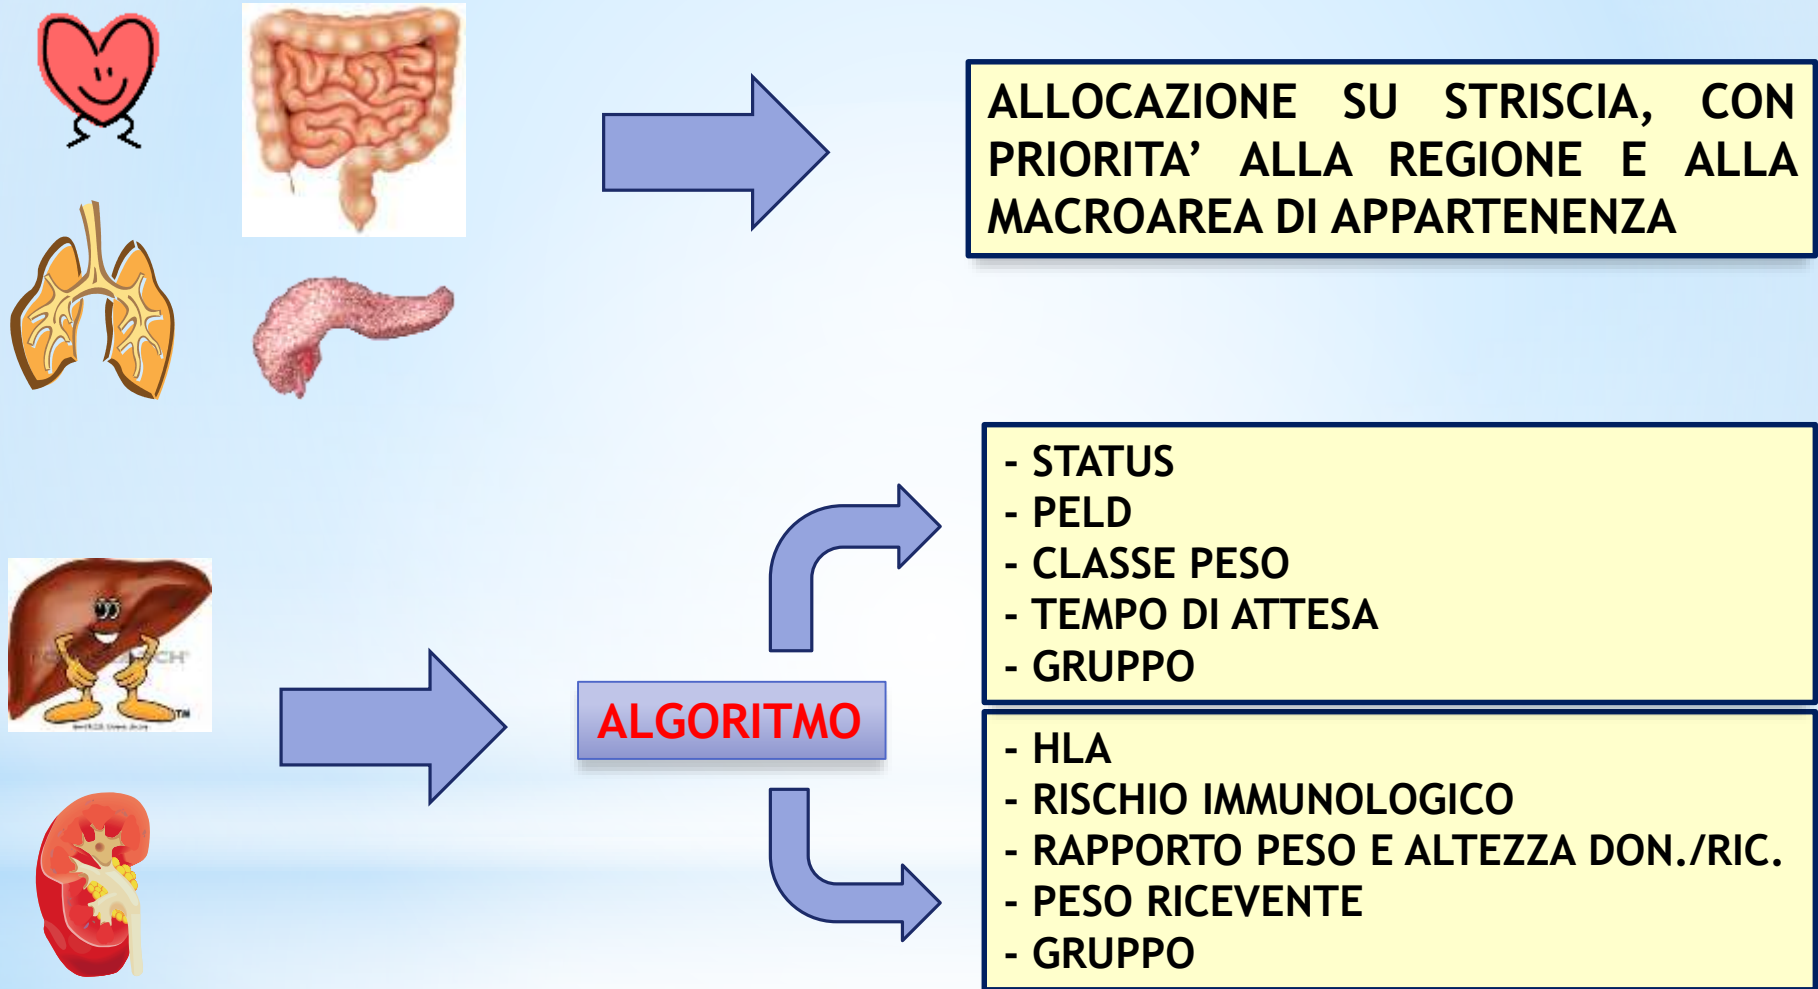 ALLOCAZIONE SU STRISCIA, CON
PRIORITA’ ALLA REGIONE E ALLA
MACROAREA DI APPARTENENZA
- STATUS
- PELD
- CLASSE PESO
- TEMPO DI ATTESA
- GRUPPO
ALGORITMO
- HLA
- RISCHIO IMMUNOLOGICO
- RAPPORTO PESO E ALTEZZA DON./RIC.
- PESO RICEVENTE
- GRUPPO
TM